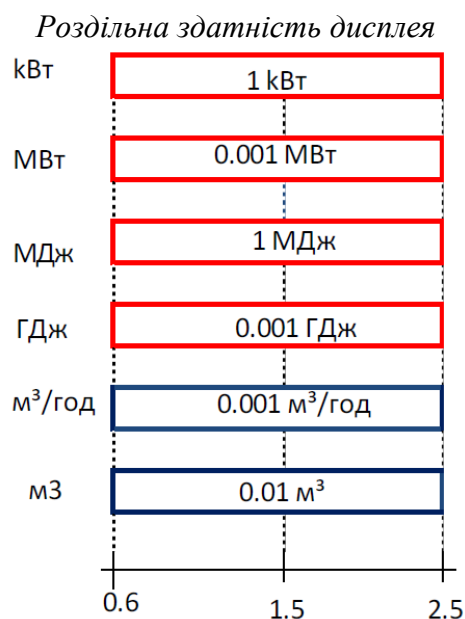 Роздільна здатність дисплея
kВт
1 kВт
МВт
0.001 МВт
МДж
1 МДж
ГДж
0.001 ГДж
м³/год
0.001 м³/год
м3
0.01 м³
0.6
1.5
2.5